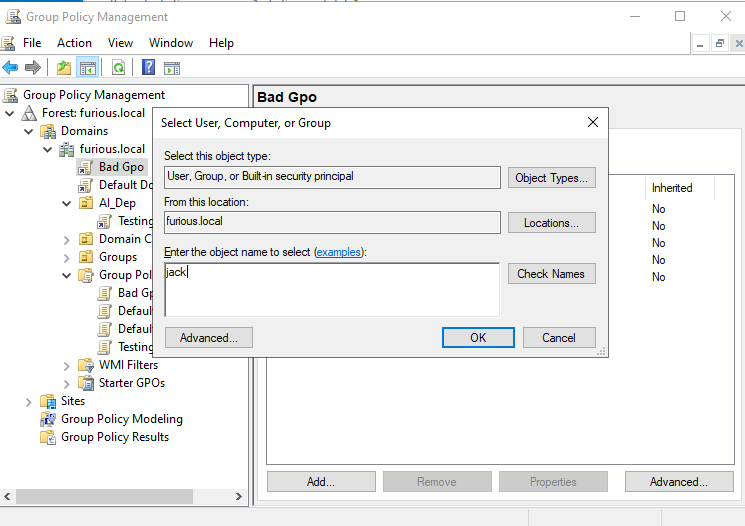 Group Policy Management
File Action View Window Help
Group Policy Management
Forest: furious.local
Domains
furious.local
Bad Gpo
Default Do
AI_Dep
Testing
Domain C
Groups
Group Pol
Bad G
Default
Default
Testing
WMI Filters
Starter GPOs
Sites
Group Policy Modeling
Group Policy Results
Bad Gpo
Select User, Computer, or Group
Select this object type:
User, Group, or Built-in security principal
Object Types...
From this location:
furious.local
Locations...
Enter the object name to select (examples):
jack
Check Names
Advanced...
OK
Cancel
Inherited
No
No
No
No
No
Add...
Remove
Properties
Advanced...